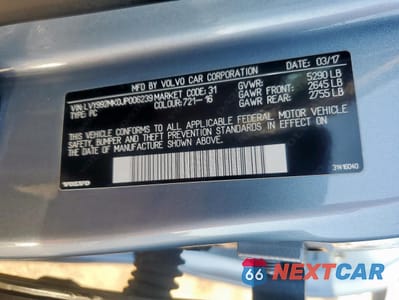 MFD BY VOLVO CAR CORPORATION DATE: 03/17
VIN: LVY992MK0JP006239 MARKET CODE: 31 GVWR: 5290 LB
TYPE: PC COLOUR: 721-16 GAWR FRONT: 2645 LB
GAWR REAR: 2755 LB
THIS VEHICLE CONFORMS TO ALL APPLICABLE FEDERAL MOTOR VEHICLE
SAFETY, BUMPER AND THEFT PREVENTION STANDARDS IN EFFECT ON
THE DATE OF MANUFACTURE SHOWN ABOVE.
VOLVO 31416040
66 NEXTCAR